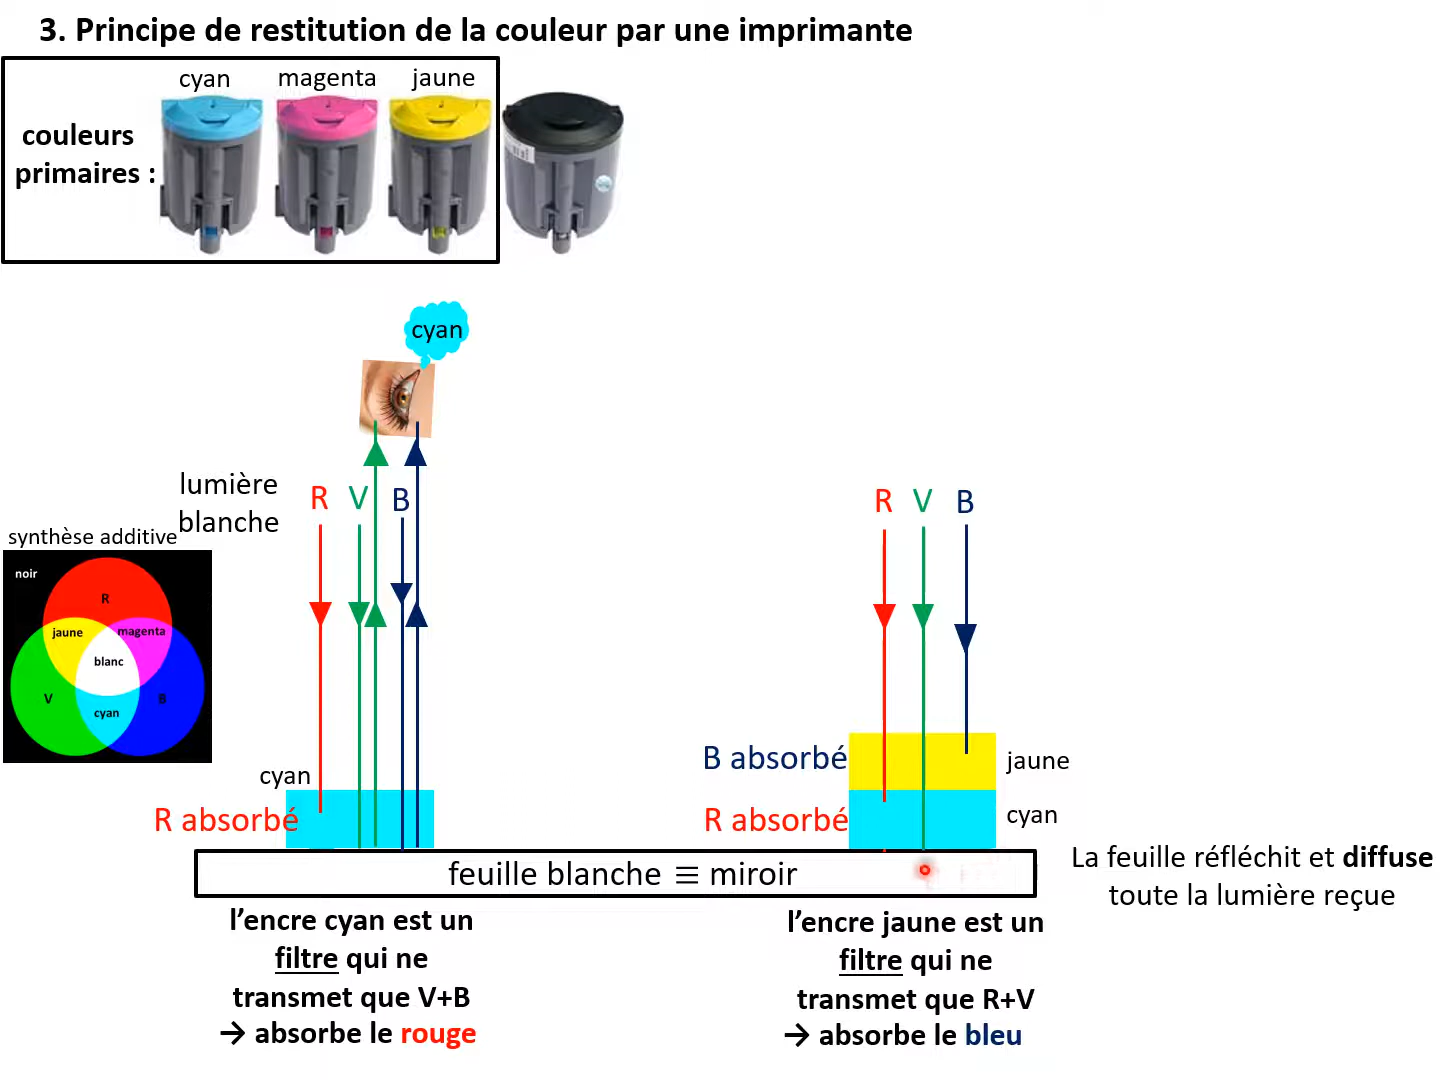 3. Principe de restitution de la couleur par une imprimante
cyan magenta jaune
couleurs
primaires :
cyan
lumière
blanche
R V B
R V B
synthèse additive
noir
R
jaune magenta
blanc
V B
cyan
cyan
R absorbé
B absorbé
jaune
R absorbé
cyan
feuille blanche ≡ miroir
La feuille réfléchit et diffuse
toute la lumière reçue
l’encre cyan est un
filtre qui ne
transmet que V+B
→ absorbe le rouge
l’encre jaune est un
filtre qui ne
transmet que R+V
→ absorbe le bleu